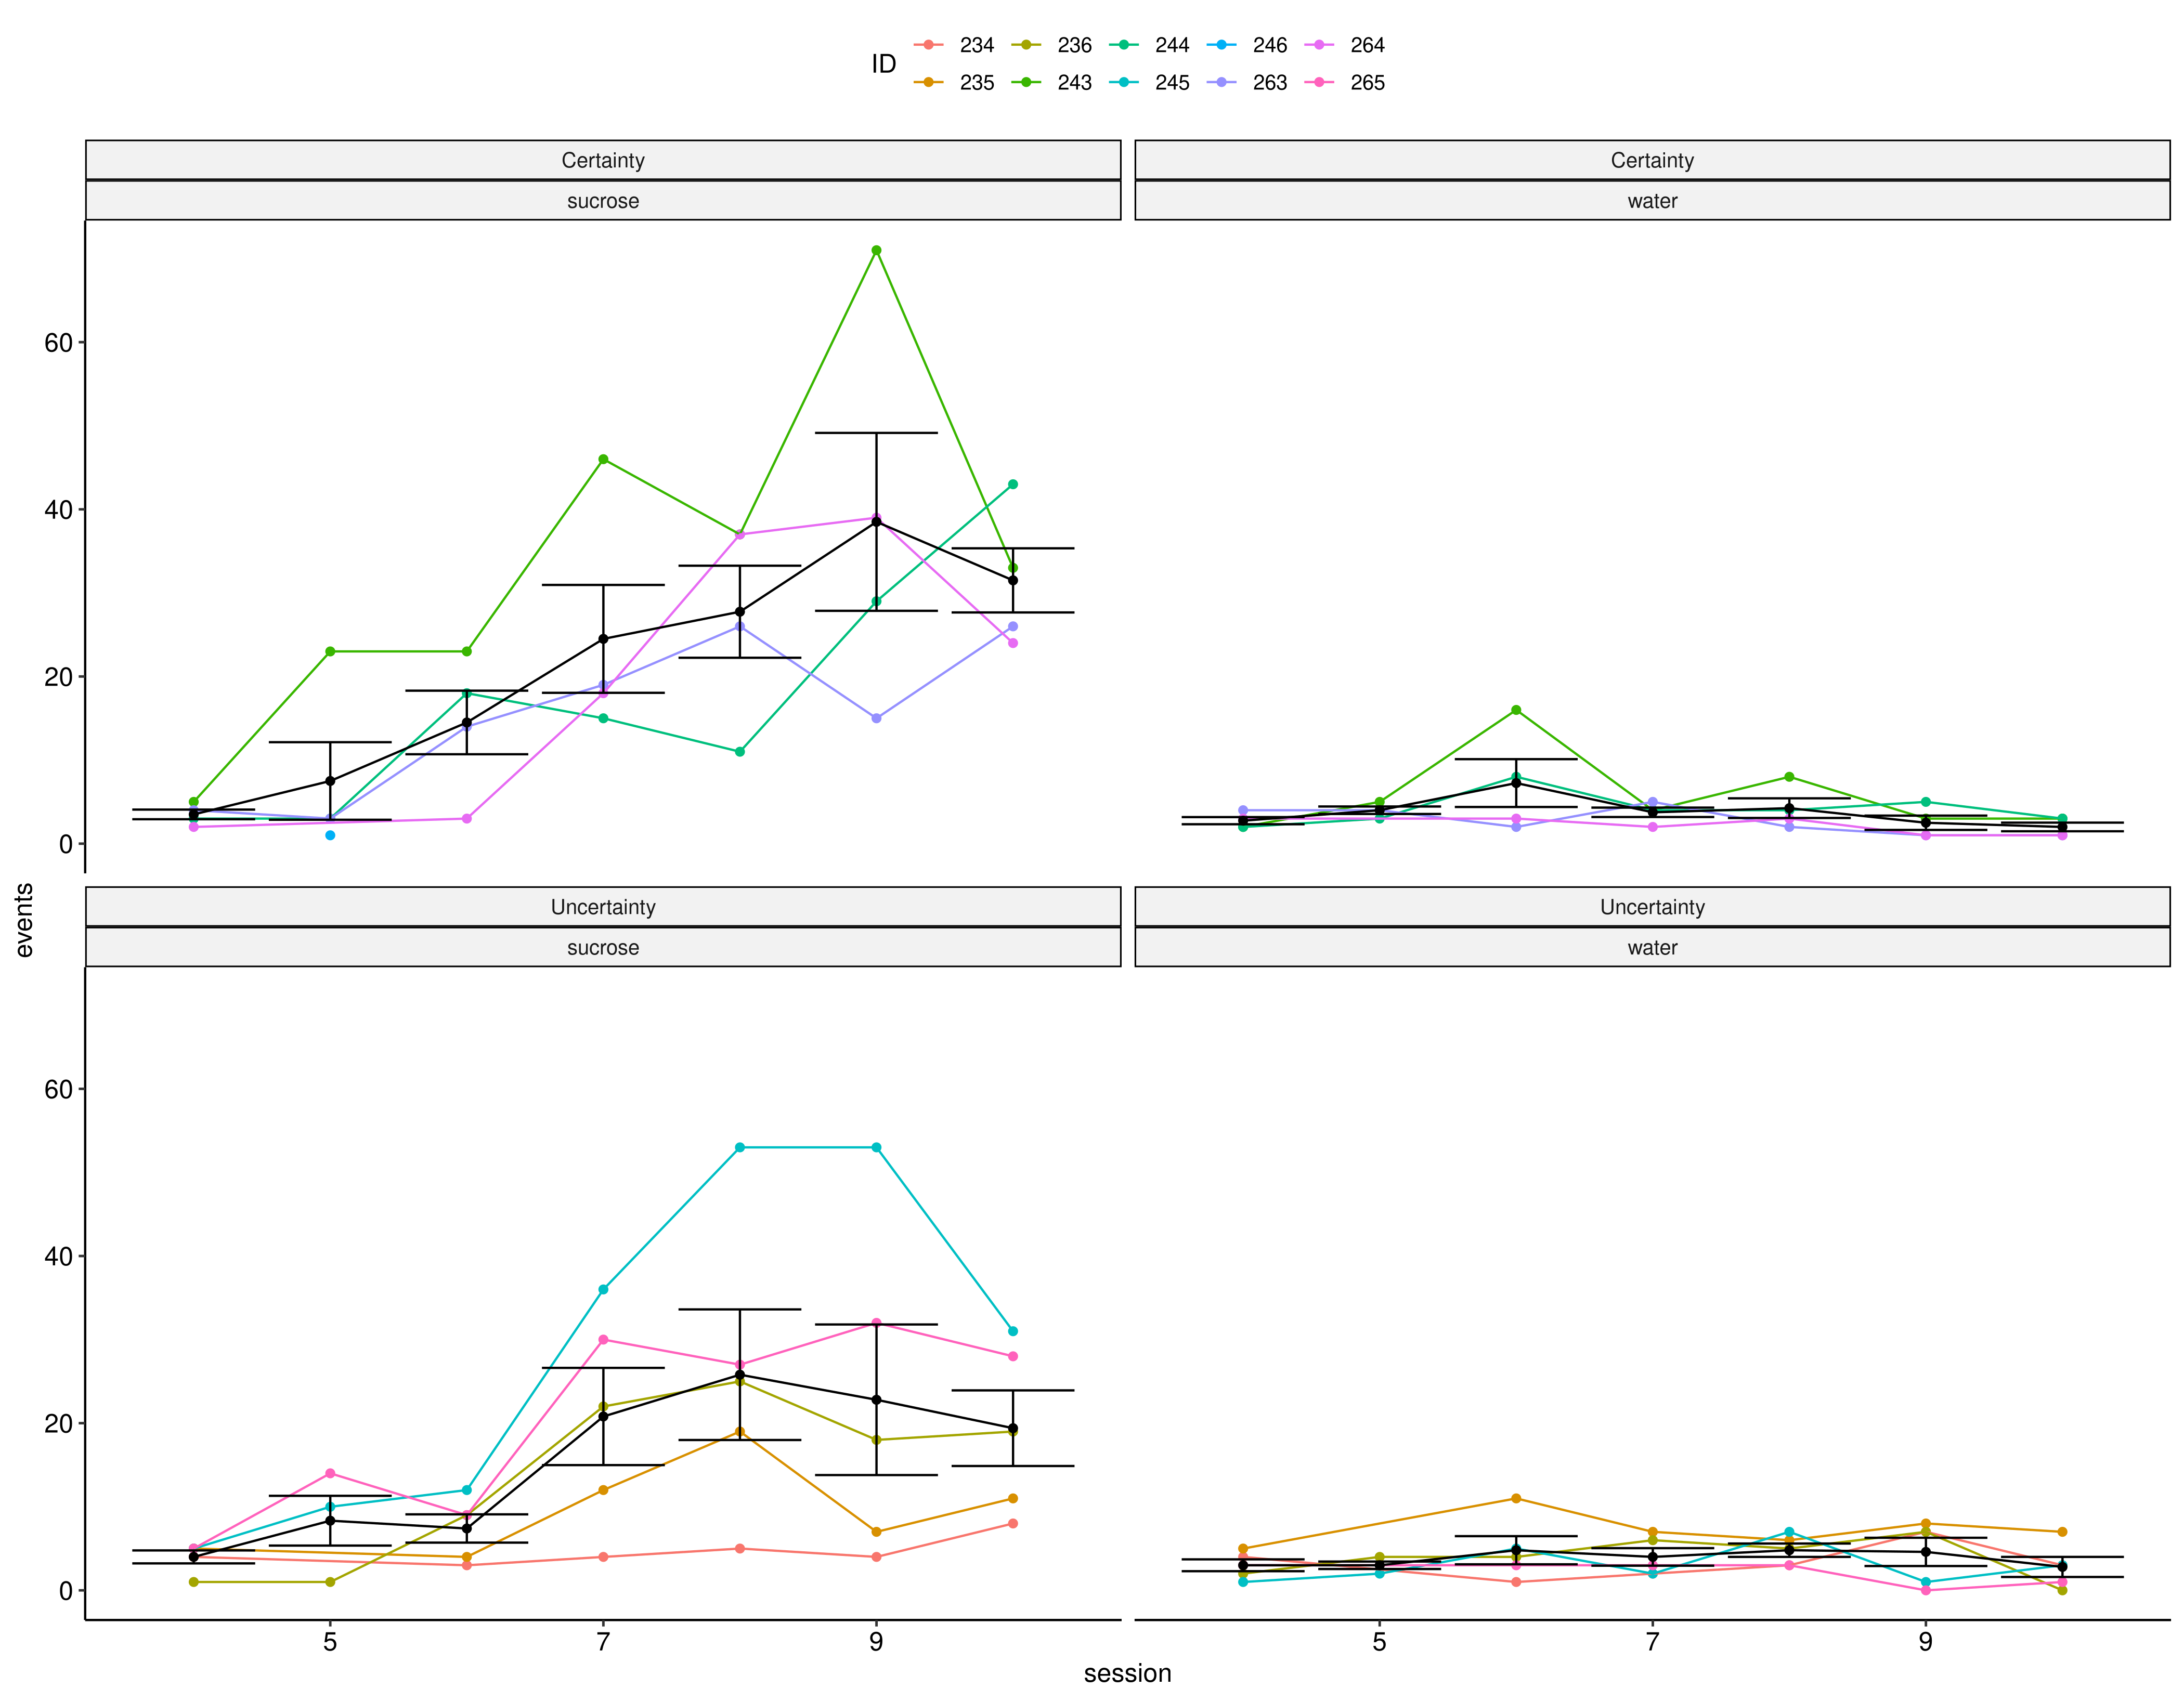 ID
234 236 244 246 264
235 243 245 263 265
Certainty Certainty
sucrose water
60
40
20
0
events
Uncertainty Uncertainty
sucrose water
60
40
20
0
5 7 9 5 7 9
session